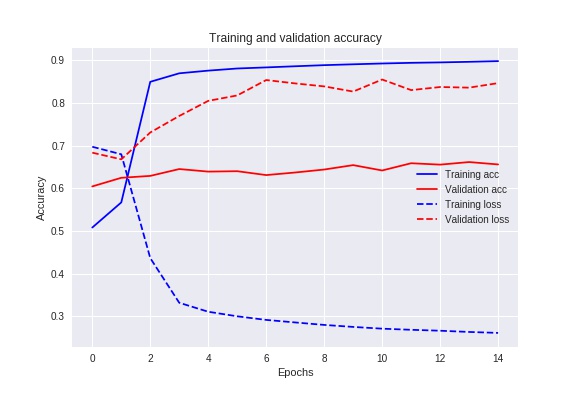 Training and validation accuracy
0.9
0.8
0.7
0.6
0.5
0.4
0.3
Accuracy
Training acc
Validation acc
Training loss
Validation loss
0 2 4 6 8 10 12 14
Epochs